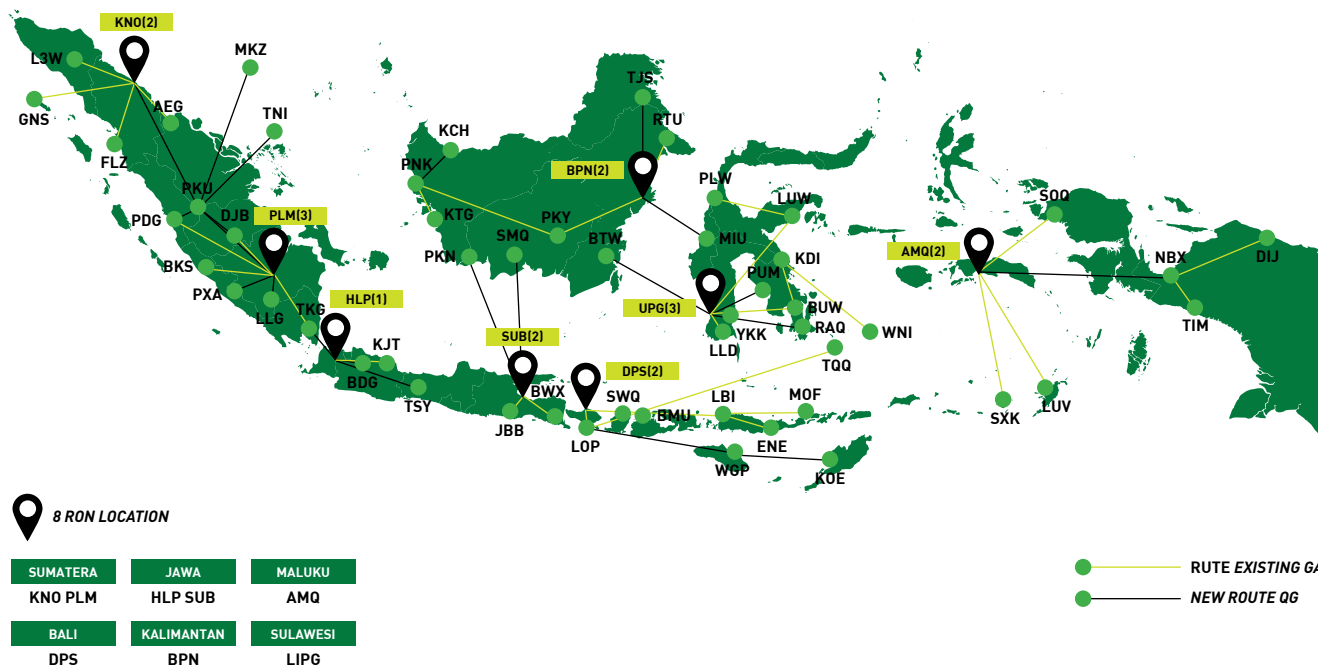 KNO(2)
MKZ
L3W
TJS
GNS
AEG
TNI
RTU
KCH
FLZ
PNK
BPN(2)
PKU
PLW
SOQ
LUW
PDG
DJB
PLM(3)
KTG
PKY
SMQ
BTW
MIU
AMQ(2)
PKN
KDI
NBX
DIJ
BKS
PUM
PXA
HLP(1)
LLG
TKG
UPG(3)
BUW
RAQ
TIM
SUB(2)
YKK
WNI
LLD
KJT
TQQ
DPS(2)
BDG
BWX
SWQ
LBI
MOF
TSY
BMU
SXK
LUV
JBB
LOP
ENE
WGP
KOE
8 RON LOCATION
SUMATERA
KNO PLM
JAWA
HLP SUB
MALUKU
AMQ
BALI
DPS
KALIMANTAN
BPN
SULAWESI
LIPG
RUTE EXISTING GA
NEW ROUTE QG